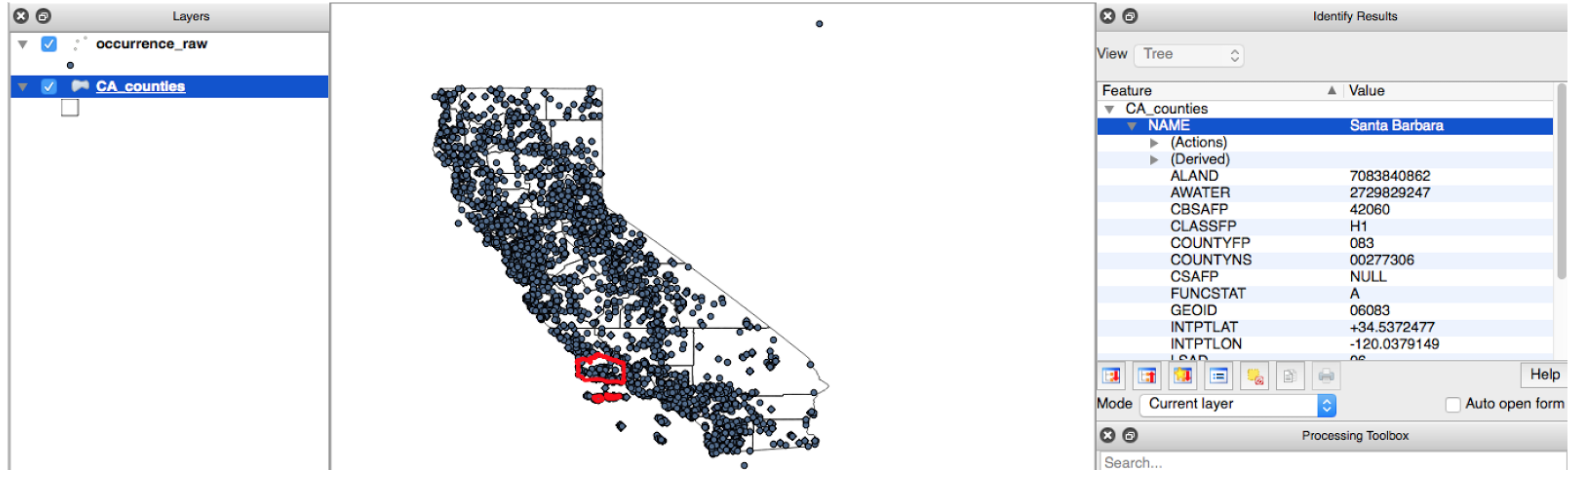 Layers
occurrence_raw
CA_counties
Identify Results
View Tree
Feature Value
CA_counties
NAME Santa Barbara
(Actions)
(Derived)
ALAND 7083840862
AWATER 2729829247
CBSAFP 42060
CLASSFP H1
COUNTYFP 083
COUNTYNS 00277306
CSAFP NULL
FUNCSTAT A
GEOID 06083
INTPTLAT +34.5372477
INTPTLON -120.0379149
LSAD 06
Help
Mode Current layer Auto open form
Processing Toolbox
Search...